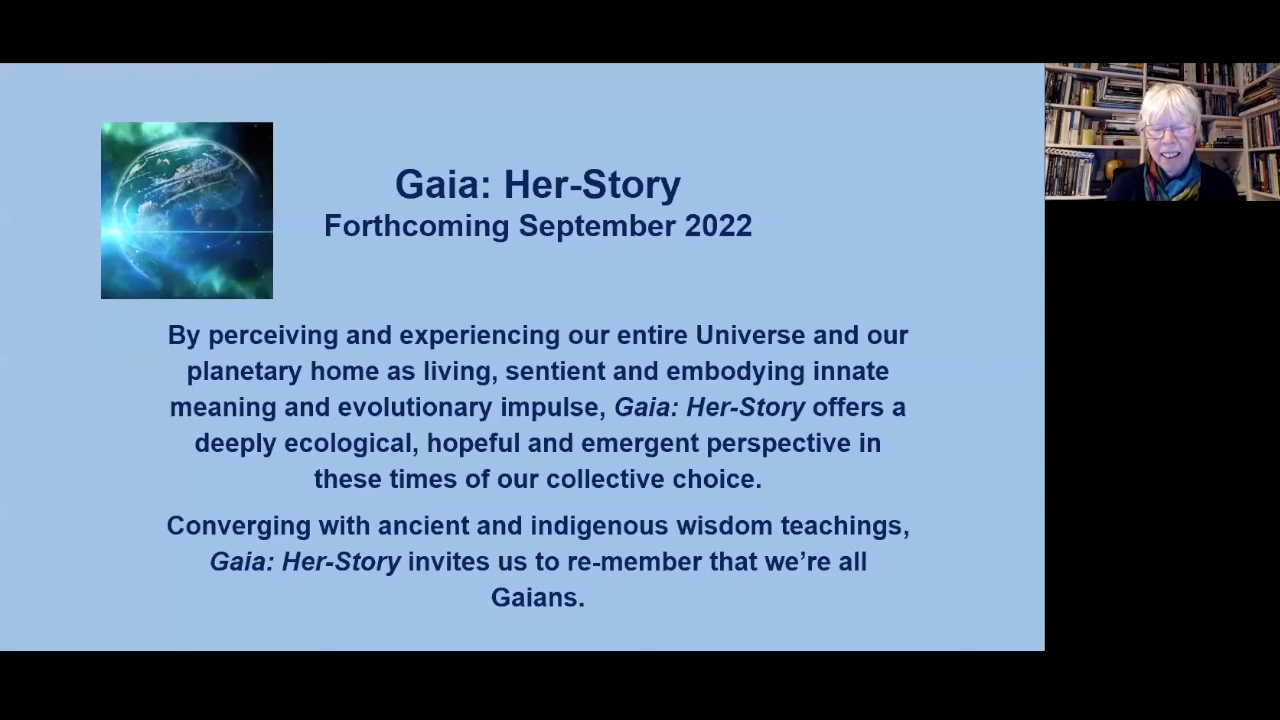 Gaia: Her-Story
Forthcoming September 2022
By perceiving and experiencing our entire Universe and our
planetary home as living, sentient and embodying innate
meaning and evolutionary impulse, Gaia: Her-Story offers a
deeply ecological, hopeful and emergent perspective in
these times of our collective choice.
Converging with ancient and indigenous wisdom teachings,
Gaia: Her-Story invites us to re-member that we’re all
Gaians.